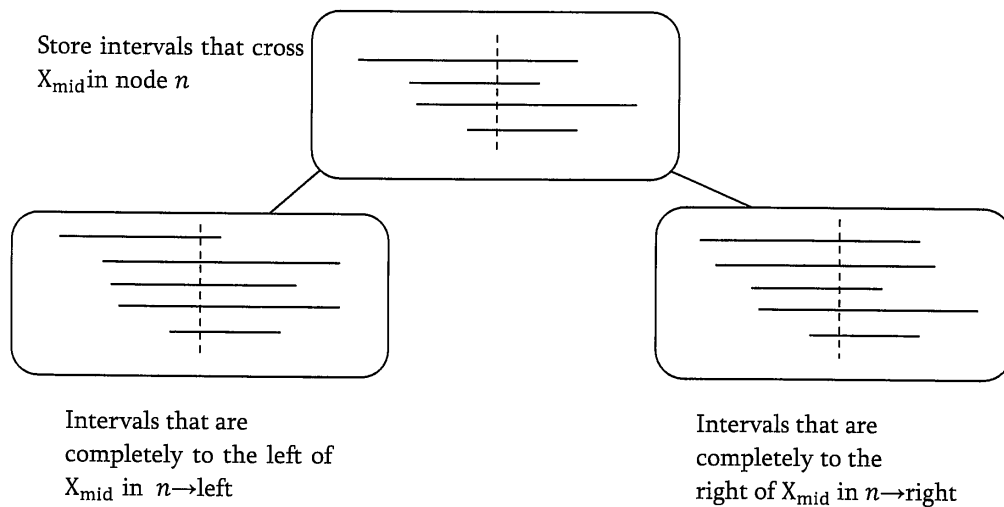 Store intervals that cross
Xmid in node n
Intervals that are
completely to the left of
Xmid in n→left
Intervals that are
completely to the
right of Xmid in n→right